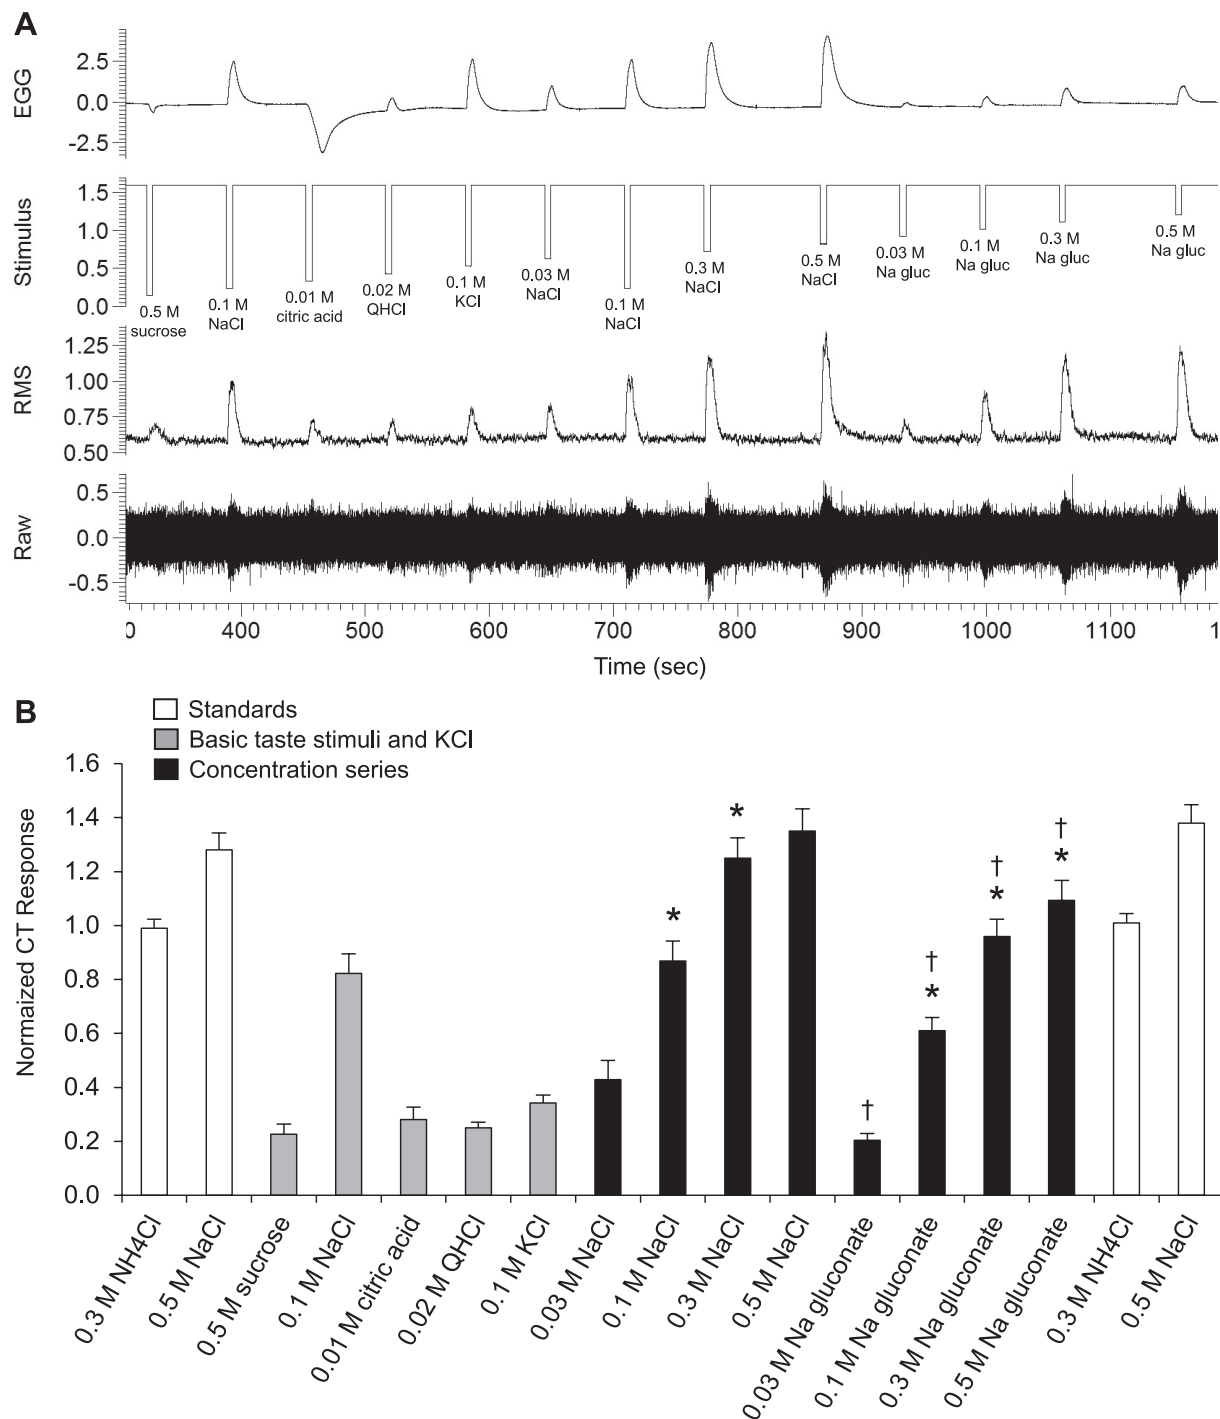 A
EGG
2.5
0.0
-2.5
Stimulus
1.5
1.0
0.5
0.0
0.5 M
sucrose
0.1 M
NaCl
0.01 M
citric acid
0.02 M
QHCl
0.1 M
KCl
0.03 M
NaCl
0.1 M
NaCl
0.3 M
NaCl
0.5 M
NaCl
0.03 M
Na gluc
0.1 M
Na gluc
0.3 M
Na gluc
0.5 M
Na gluc
RMS
1.25
1.00
0.75
0.50
Raw
0.5
0.0
-0.5
0 400 500 600 700 800 900 1000 1100 1
Time (sec)
B
Standards
Basic taste stimuli and KCl
Concentration series
Normaized CT Response
1.6
1.4
1.2
1.0
0.8
0.6
0.4
0.2
0.0
*
*
†
†
*
†
*
†
*
0.3 M NH4Cl
0.5 M NaCl
0.5 M sucrose
0.1 M NaCl
0.01 M citric acid
0.02 M QHCl
0.1 M KCl
0.03 M NaCl
0.1 M NaCl
0.3 M NaCl
0.5 M NaCl
0.03 M Na gluconate
0.1 M Na gluconate
0.3 M Na gluconate
0.5 M Na gluconate
0.3 M NH4Cl
0.5 M NaCl